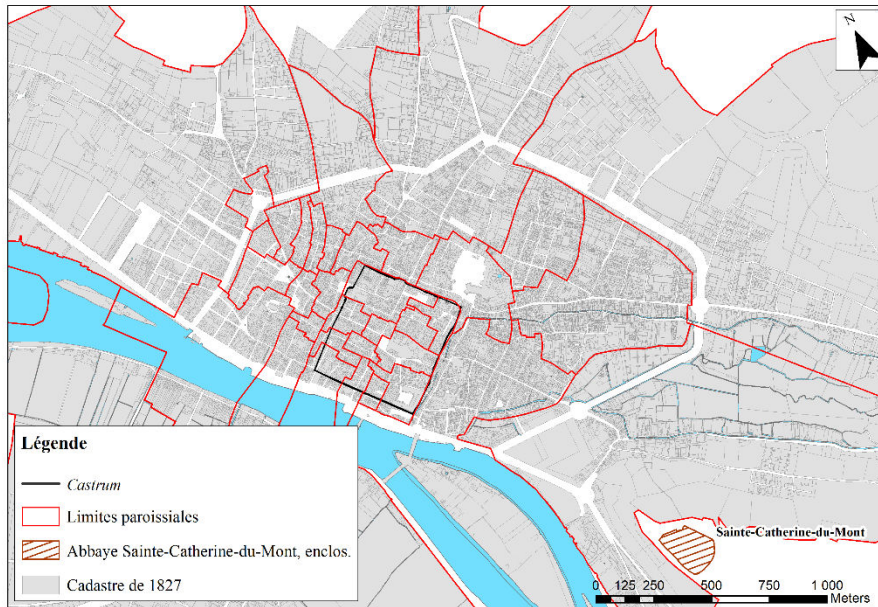 N
Légende
Castrum
Limites paroissiales
Abbaye Sainte-Catherine-du-Mont, enclos.
Cadastre de 1827
Sainte-Catherine-du-Mont
0 125 250 500 750 1 000
Meters